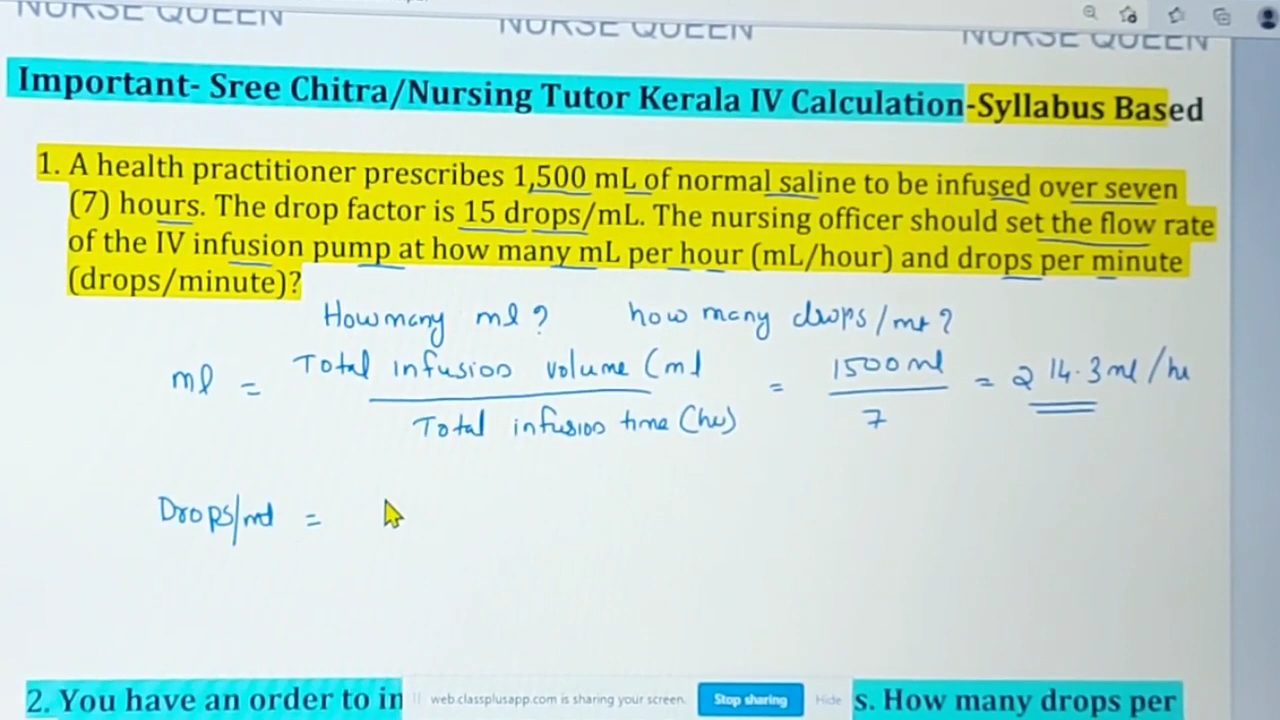 NURSE QUEEN NURSE QUEEN NURSE QUEEN
Important- Sree Chitra/Nursing Tutor Kerala IV Calculation-Syllabus Based
1. A health practitioner prescribes 1,500 mL of normal saline to be infused over seven
(7) hours. The drop factor is 15 drops/mL. The nursing officer should set the flow rate
of the IV infusion pump at how many mL per hour (mL/hour) and drops per minute
(drops/minute)?
How many ml? how many drops/mt?
ml = Total infusion volume (ml = 1500 ml = 214.3 ml/hr
Total infusion time (hr) 7
Drops/mt =
2. You have an order to in s. How many drops per
web.classplusapp.com is sharing your screen. Stop sharing Hide